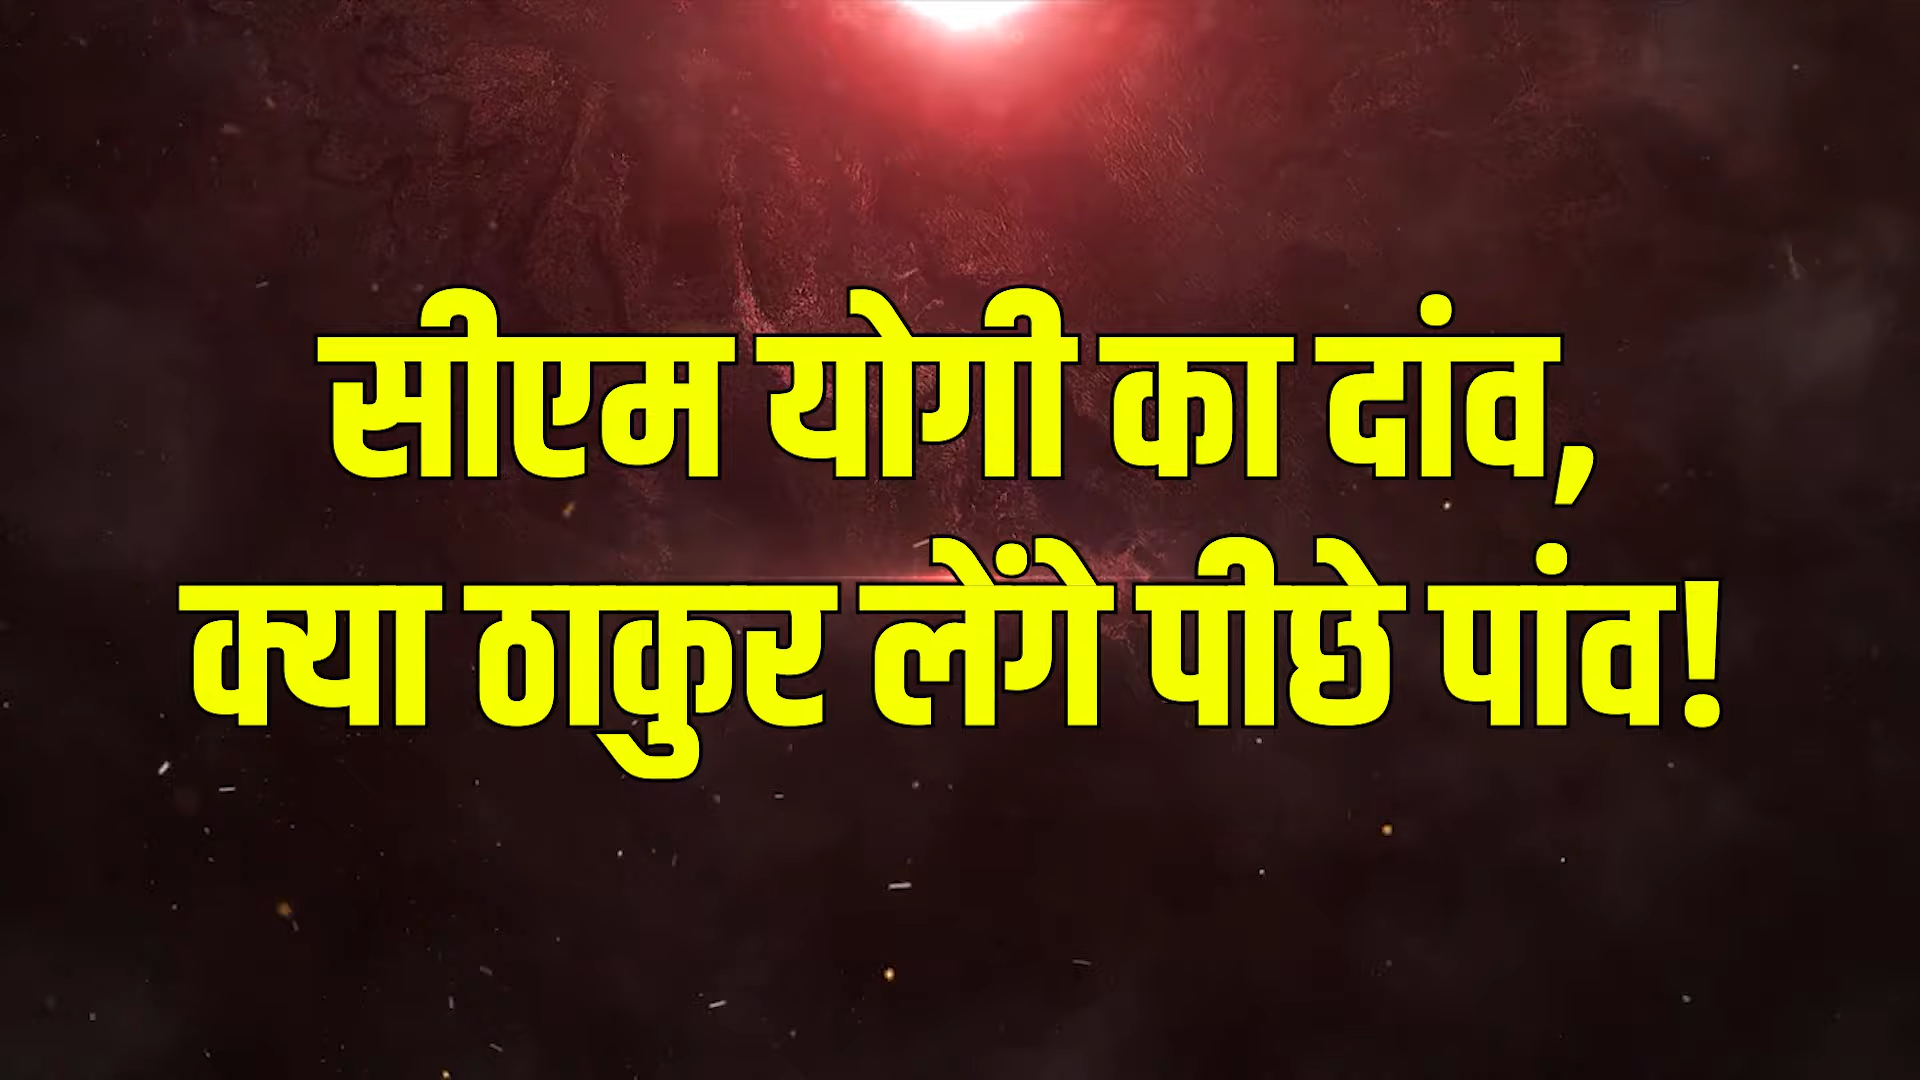 सीएम योगी का दांव,
क्या ठाकुर लेंगे पीछे पांव!